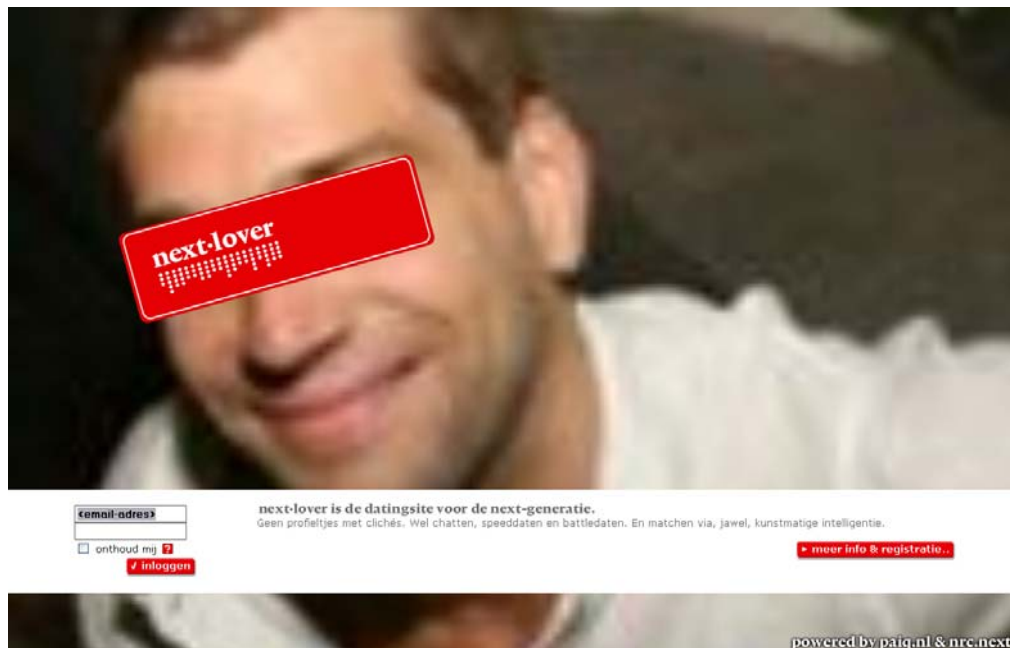 next·lover
<email-adres>
onthoud mij ?
√ inloggen
next·lover is de datingsite voor de next-generatie.
Geen profieltjes met clichés. Wel chatten, speeddaten en battledaten. En matchen via, jawel, kunstmatige intelligentie.
meer info & registratie..
powered by paiq.nl & nrc.next